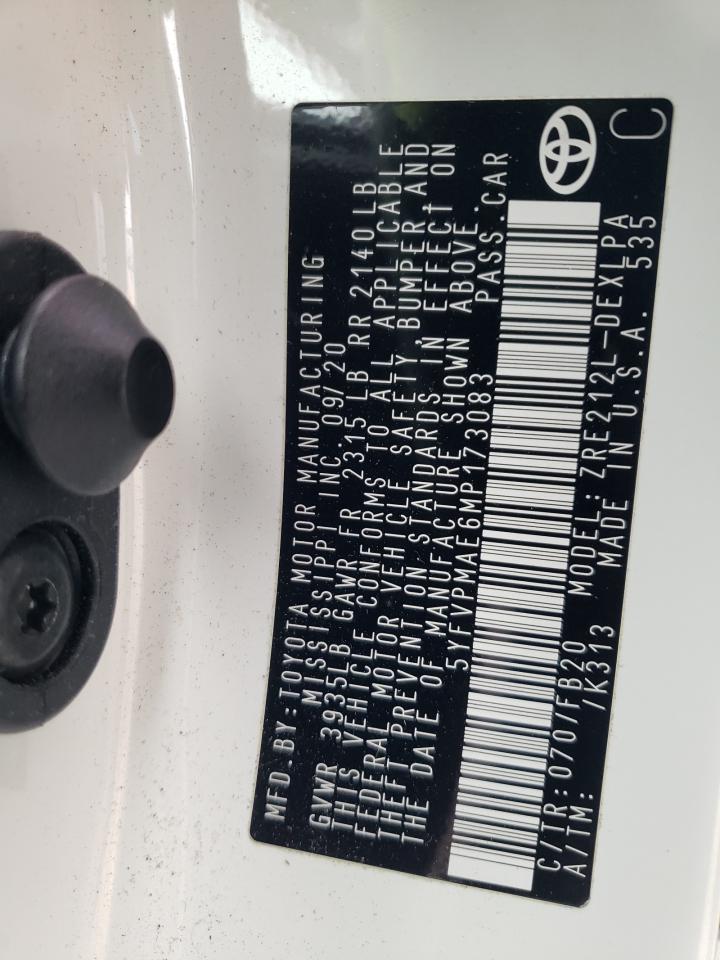 MFD.BY:TOYOTA MOTOR MANUFACTURING
MISSISSIPPI INC. 09/20
GVWR 3935LB GAWR FR 2315 LB RR 2140LB
THIS VEHICLE CONFORMS TO ALL APPLICABLE
FEDERAL MOTOR VEHICLE SAFETY, BUMPER, AND
THEFT PREVENTION STANDARDS IN EFFECT ON
THE DATE OF MANUFACTURE SHOWN ABOVE.
5YFVPMAE6MP173083 PASS.CAR
C/TR:070/FB20 MODEL:ZRE212L-DEXLPA
A/TM: /K313 MADE IN U.S.A. 535
C